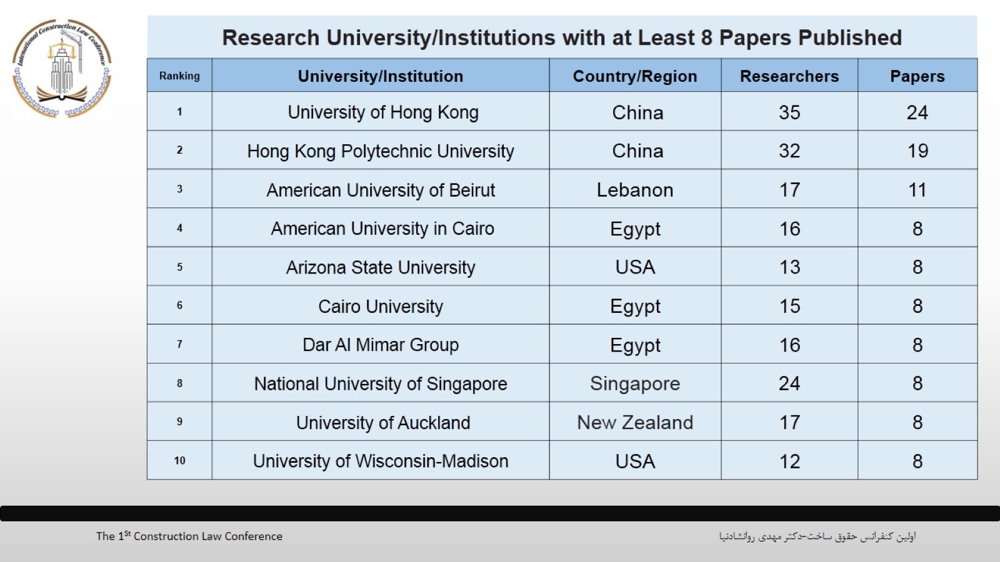 Intenational Construction Law Conference
Research University/Institutions with at Least 8 Papers Published
Ranking University/Institution Country/Region Researchers Papers
1 University of Hong Kong China 35 24
2 Hong Kong Polytechnic University China 32 19
3 American University of Beirut Lebanon 17 11
4 American University in Cairo Egypt 16 8
5 Arizona State University USA 13 8
6 Cairo University Egypt 15 8
7 Dar Al Mimar Group Egypt 16 8
8 National University of Singapore Singapore 24 8
9 University of Auckland New Zealand 17 8
10 University of Wisconsin-Madison USA 12 8
The 1St Construction Law Conference
اولین کنفرانس حقوق ساخت-دکتر مهدی روانشادنیا